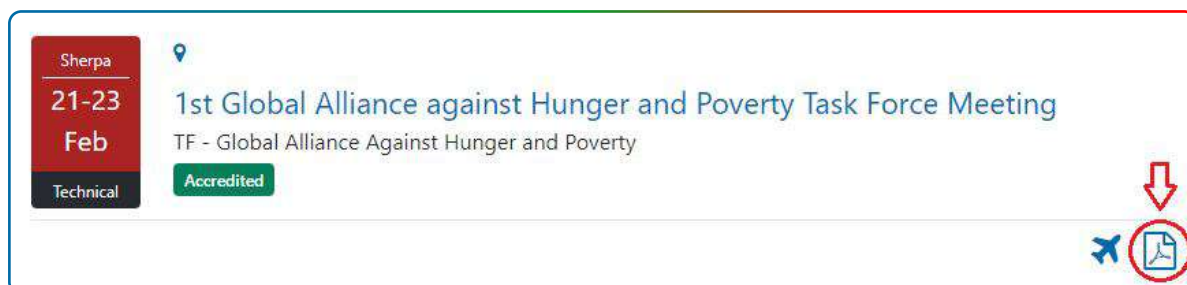 Sherpa
21-23
Feb
Technical
1st Global Alliance against Hunger and Poverty Task Force Meeting
TF - Global Alliance Against Hunger and Poverty
Accredited